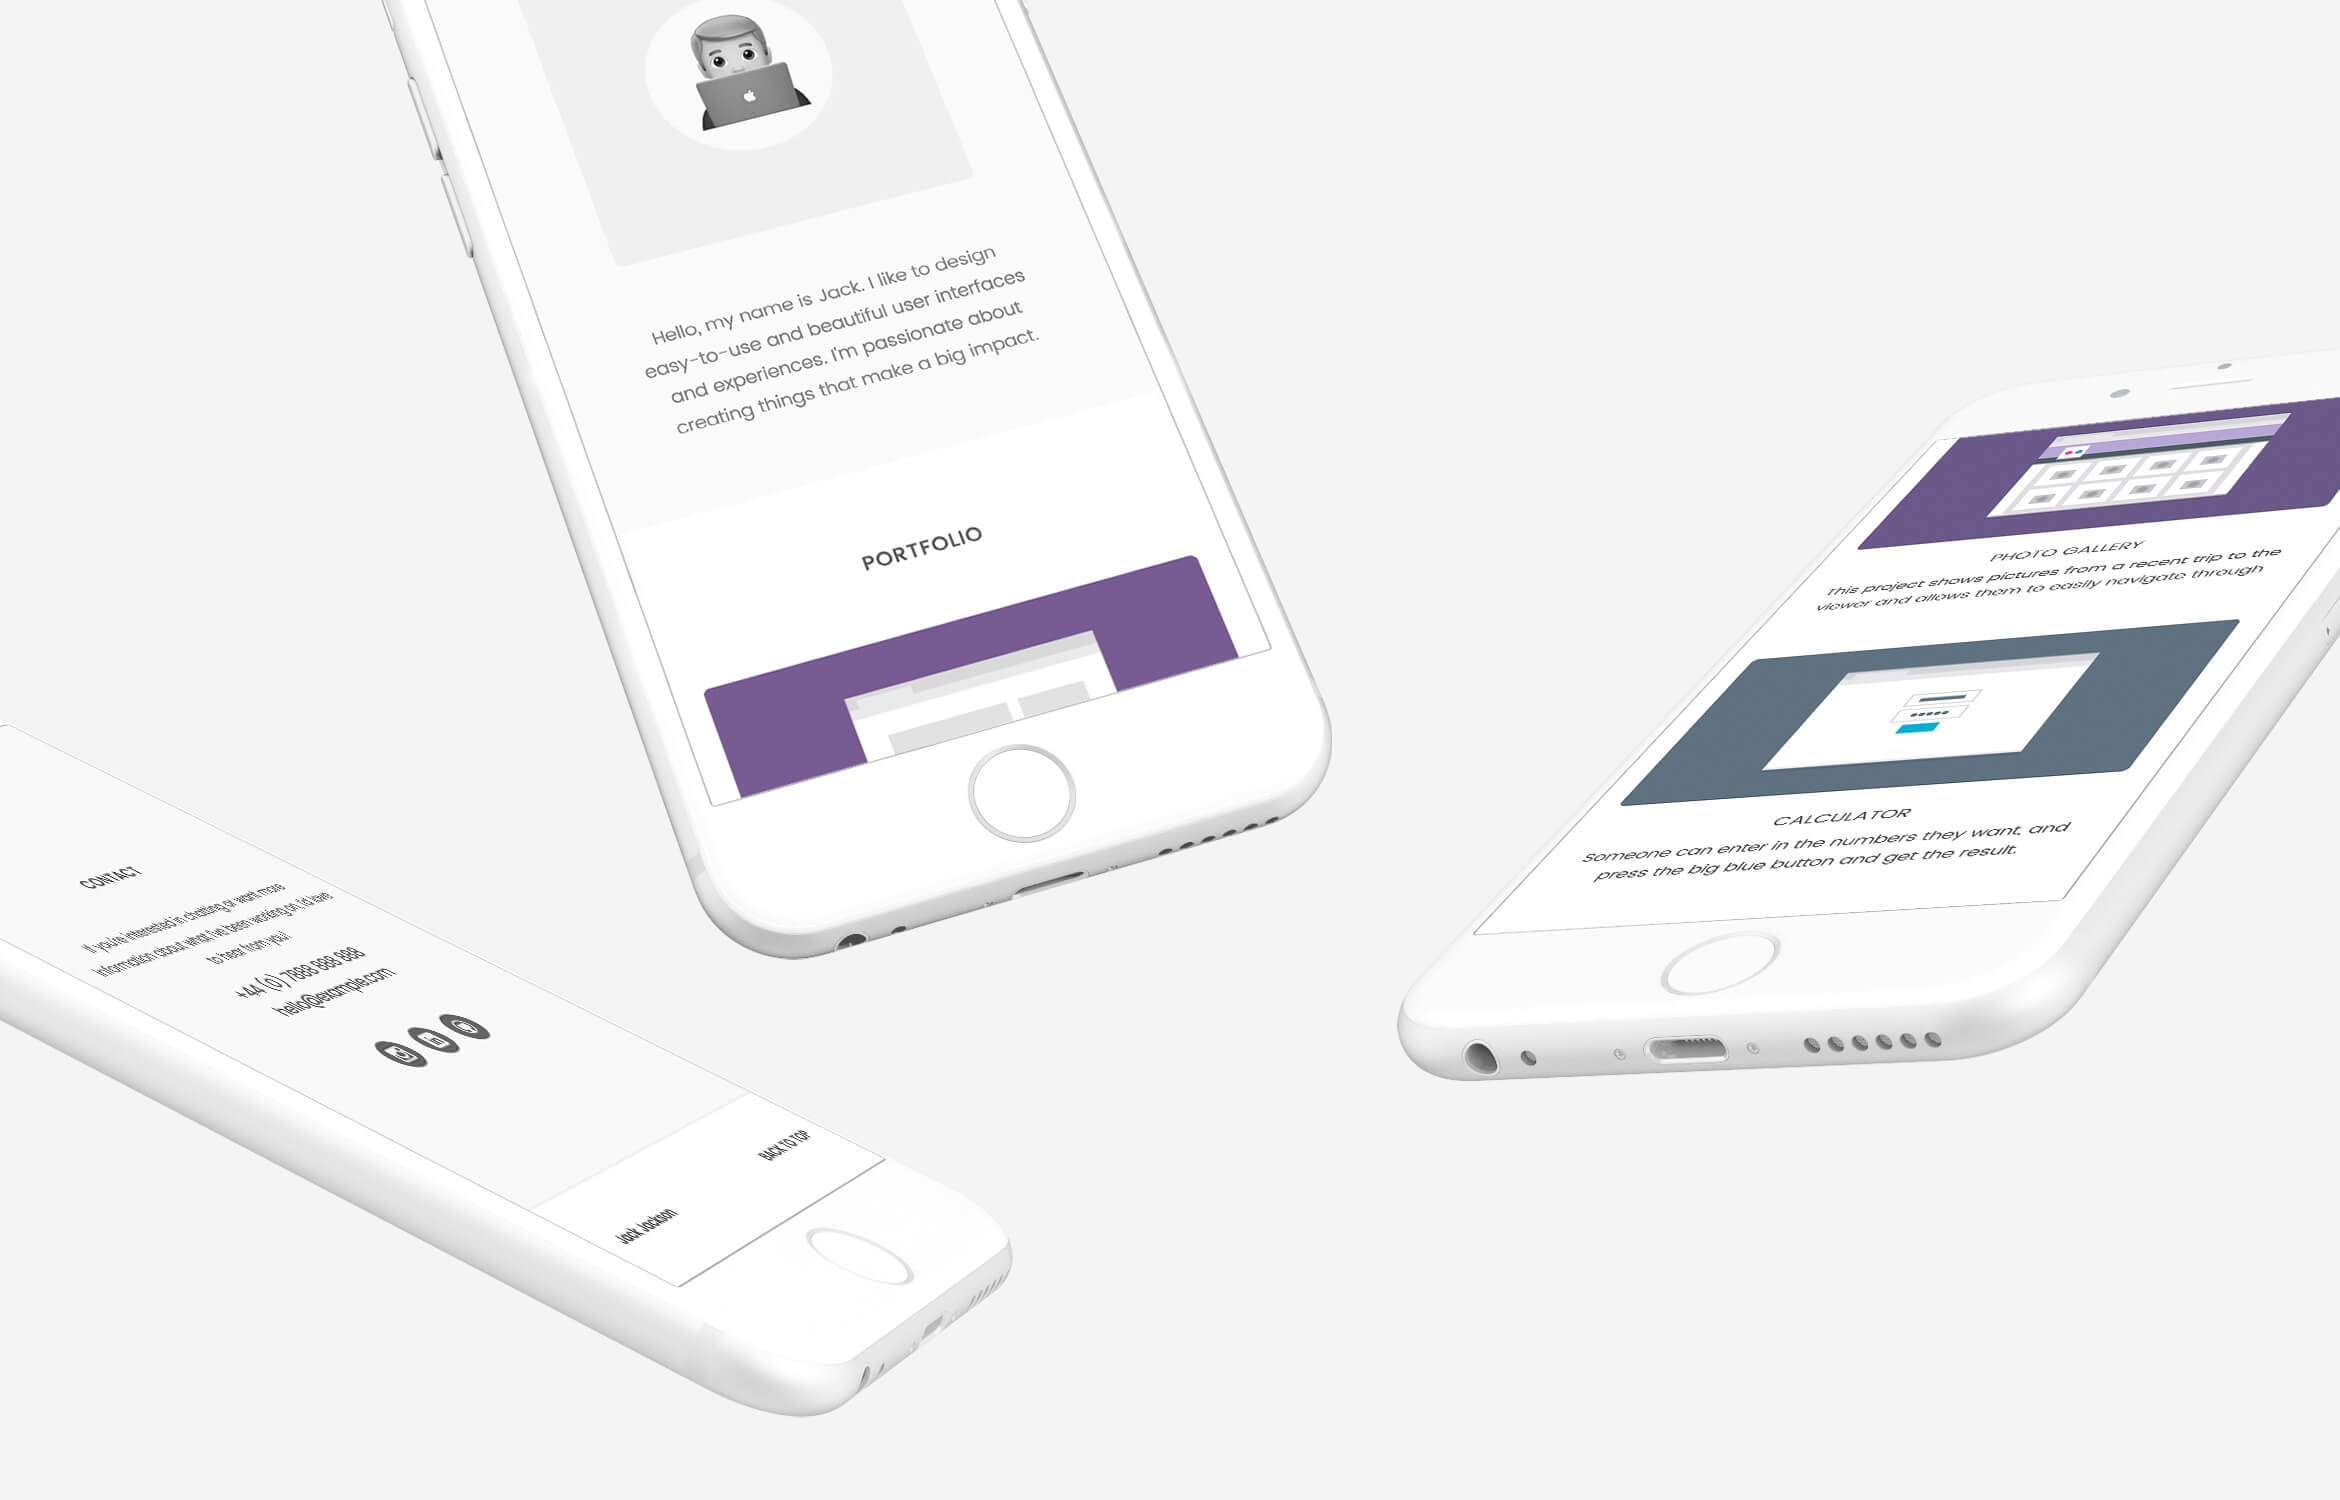 Hello, my name is Jack. I like to design
easy-to-use and beautiful user interfaces
and experiences. I'm passionate about
creating things that make a big impact.
PORTFOLIO
PHOTO GALLERY
This project shows pictures from a recent trip to the
viewer and allows them to easily navigate through
CALCULATOR
Someone can enter in the numbers they want, and
press the big blue button and get the result.
CONTACT
If you're interested in chatting or want more
information about what I've been working on, I'd love
to hear from you!
+44 (0) 7888 888 888
hello@example.com
in
BACK TO TOP
Jack Jackson